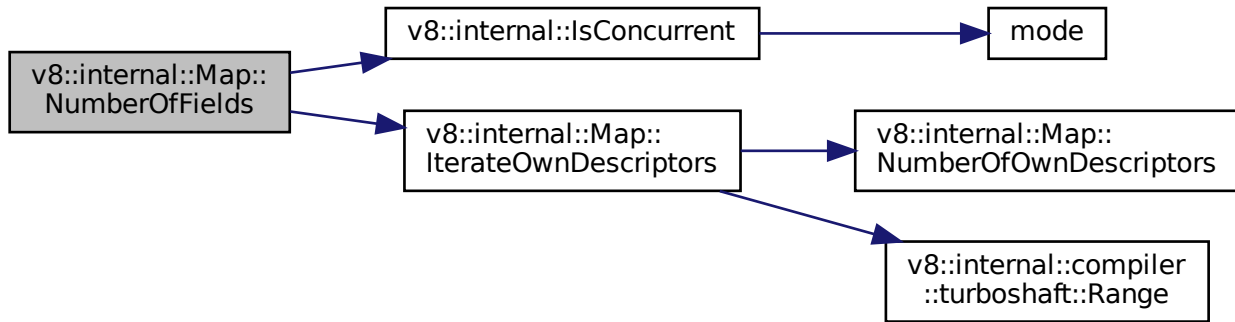 v8::internal::Map::
NumberOfFields
v8::internal::IsConcurrent
mode
v8::internal::Map::
IterateOwnDescriptors
v8::internal::Map::
NumberOfOwnDescriptors
v8::internal::compiler
::turboshaft::Range